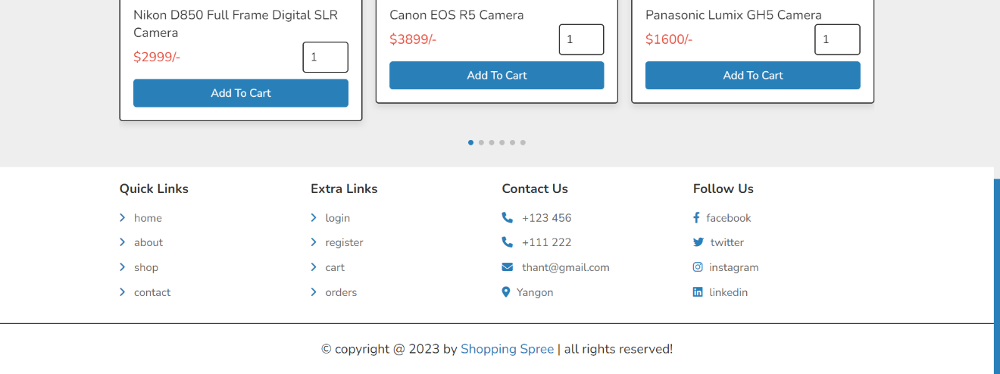 Nikon D850 Full Frame Digital SLR
Camera
$2999/-
1
Add To Cart
Canon EOS R5 Camera
$3899/-
1
Add To Cart
Panasonic Lumix GH5 Camera
$1600/-
1
Add To Cart
Quick Links
home
about
shop
contact
Extra Links
login
register
cart
orders
Contact Us
+123 456
+111 222
thant@gmail.com
Yangon
Follow Us
facebook
twitter
instagram
linkedin
© copyright @ 2023 by Shopping Spree | all rights reserved!